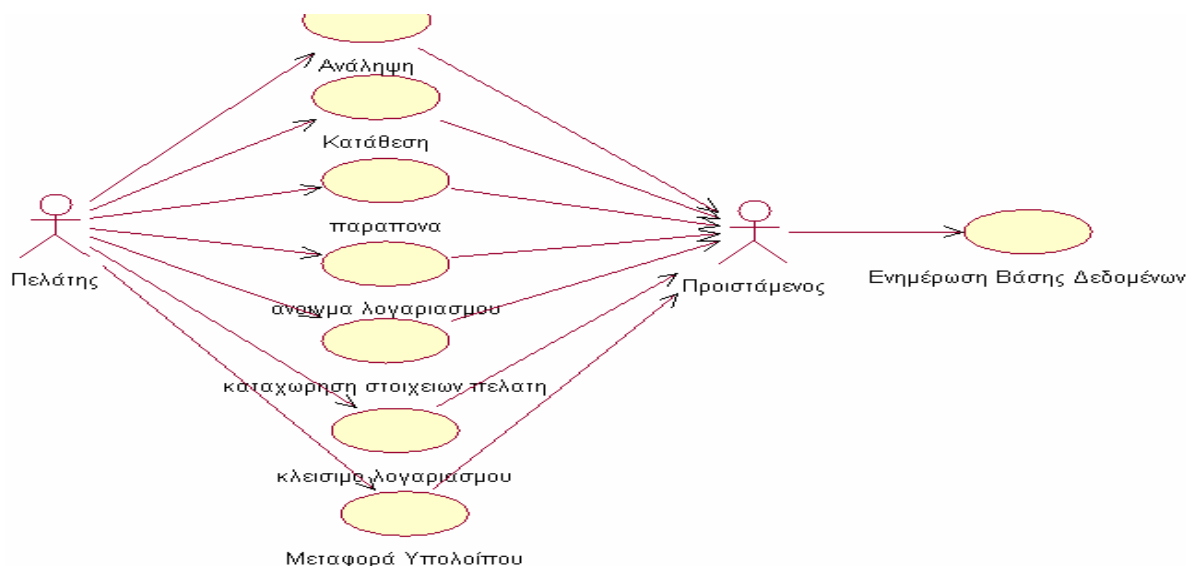 Ανάληψη
Κατάθεση
παραπονα
Πελάτης
Προιστάμενος
Ενημέρωση Βάσης Δεδομένων
ανοιγμα λογαριασμου
καταχωρηση στοιχειων πελατη
κλεισιμο λογαριασμου
Μεταφορά Υπολοίπου